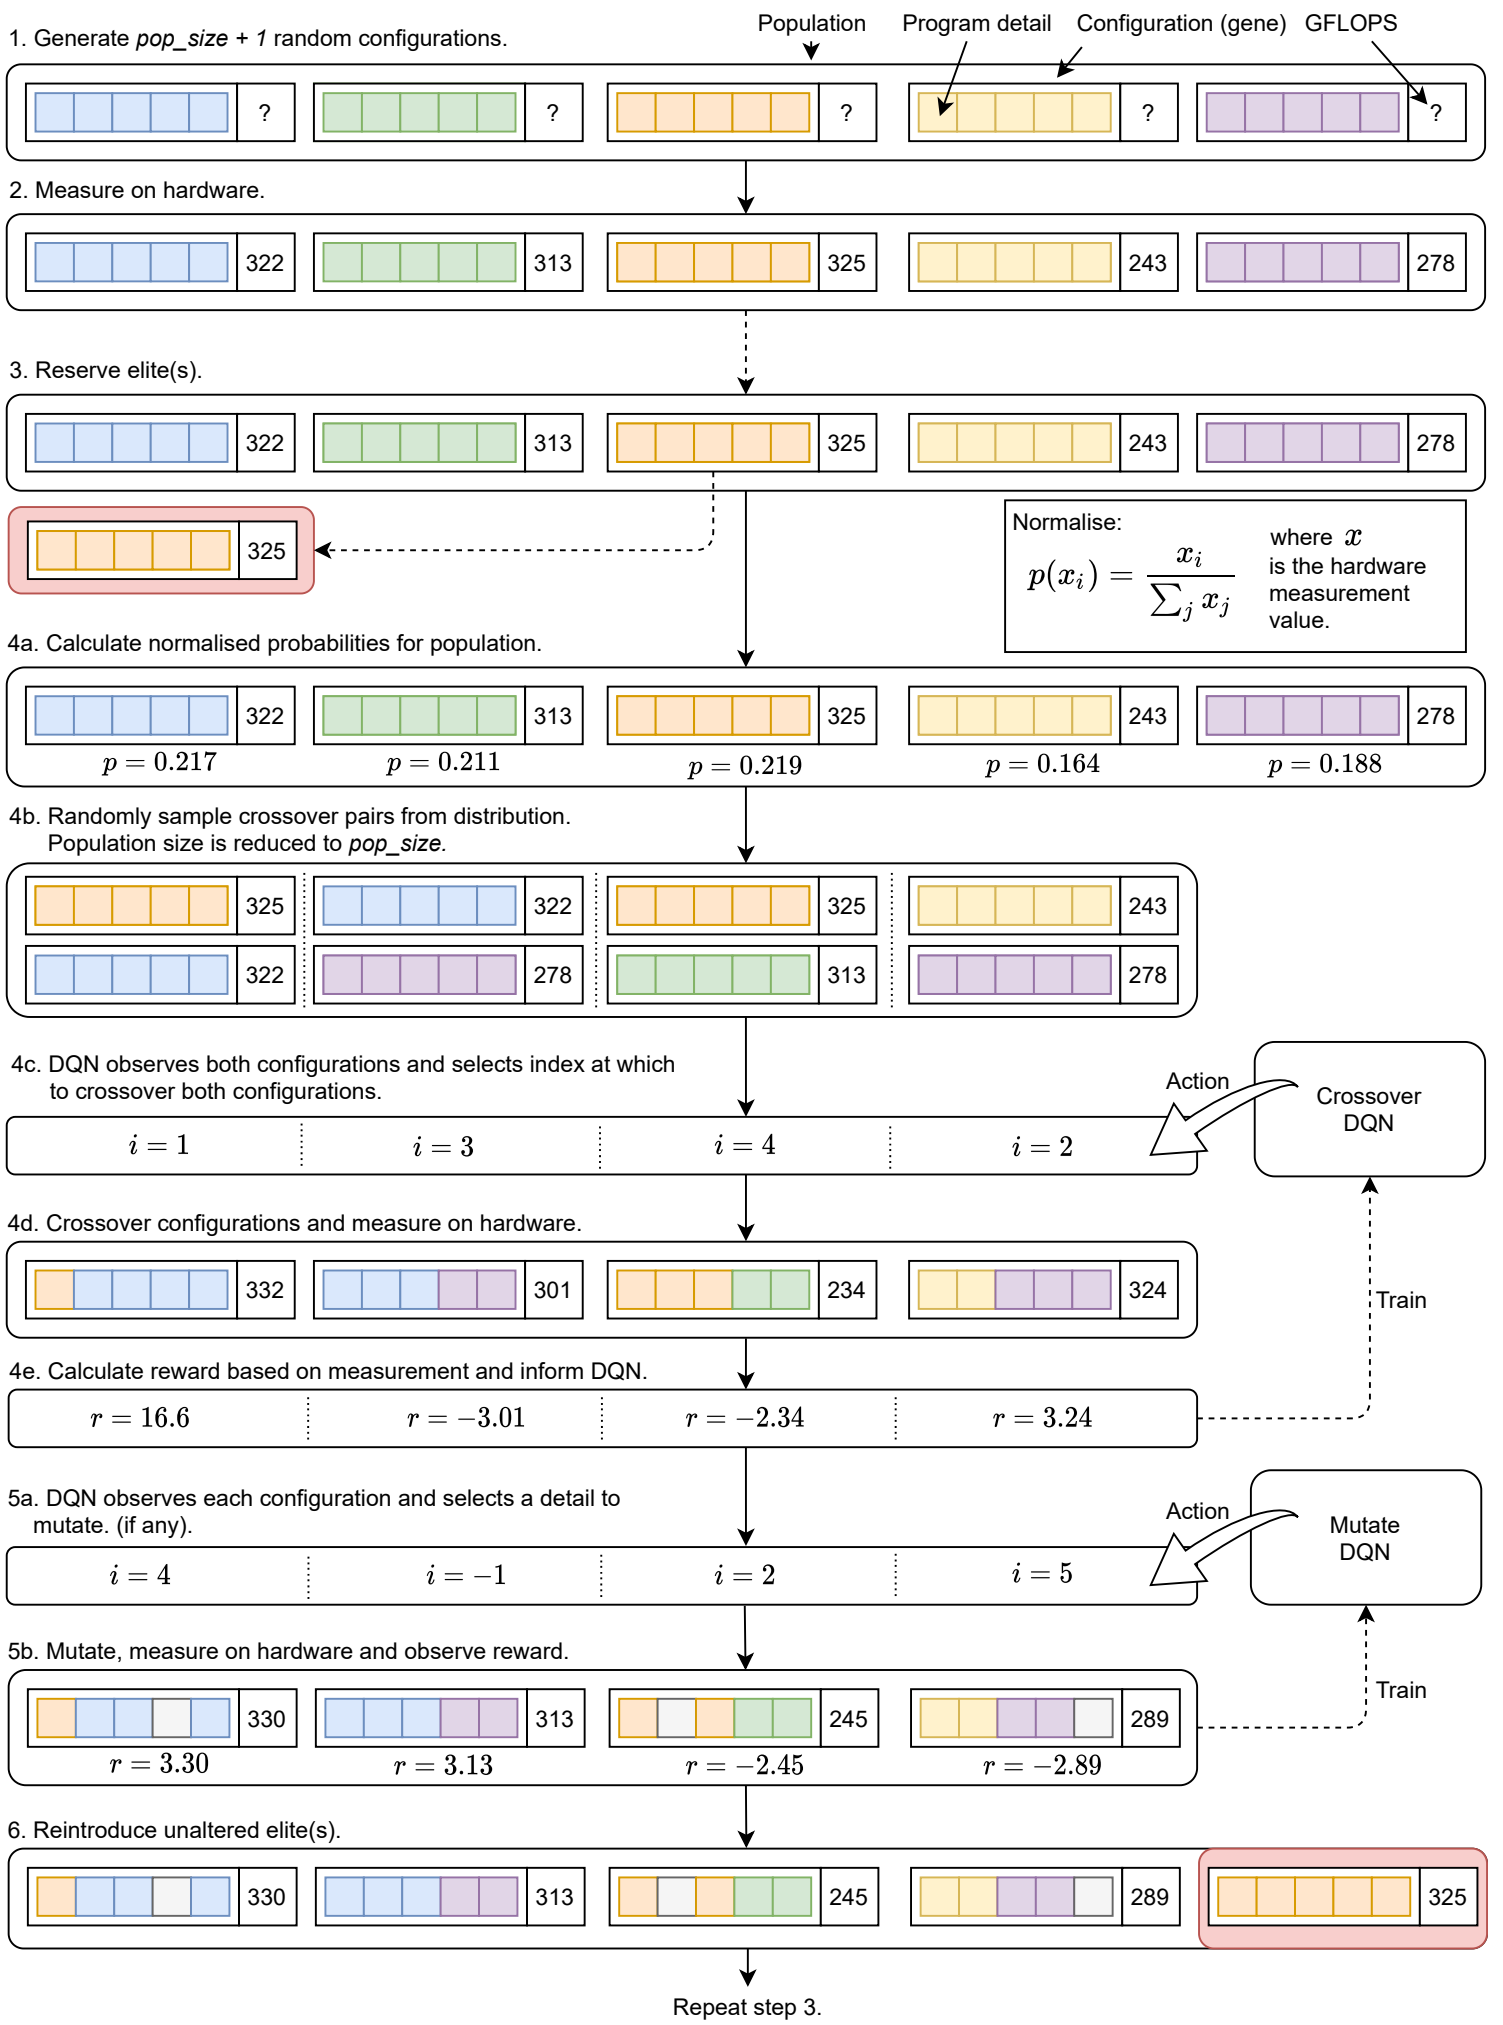 Population
Program detail
Configuration (gene)
GFLOPS
1. Generate pop_size + 1 random configurations.
?
?
?
?
?
2. Measure on hardware.
322
313
325
243
278
3. Reserve elite(s).
322
313
325
243
278
325
Normalise:
p(x_i) = x_i / ∑_j x_j
where x
is the hardware
measurement
value.
4a. Calculate normalised probabilities for population.
322
313
325
243
278
p = 0.217
p = 0.211
p = 0.219
p = 0.164
p = 0.188
4b. Randomly sample crossover pairs from distribution.
Population size is reduced to pop_size.
325
322
325
243
322
278
313
278
4c. DQN observes both configurations and selects index at which
to crossover both configurations.
Action
Crossover
DQN
i = 1
i = 3
i = 4
i = 2
4d. Crossover configurations and measure on hardware.
332
301
234
324
Train
4e. Calculate reward based on measurement and inform DQN.
r = 16.6
r = −3.01
r = −2.34
r = 3.24
5a. DQN observes each configuration and selects a detail to
mutate. (if any).
Action
Mutate
DQN
i = 4
i = −1
i = 2
i = 5
5b. Mutate, measure on hardware and observe reward.
330
313
245
289
Train
r = 3.30
r = 3.13
r = −2.45
r = −2.89
6. Reintroduce unaltered elite(s).
330
313
245
289
325
Repeat step 3.